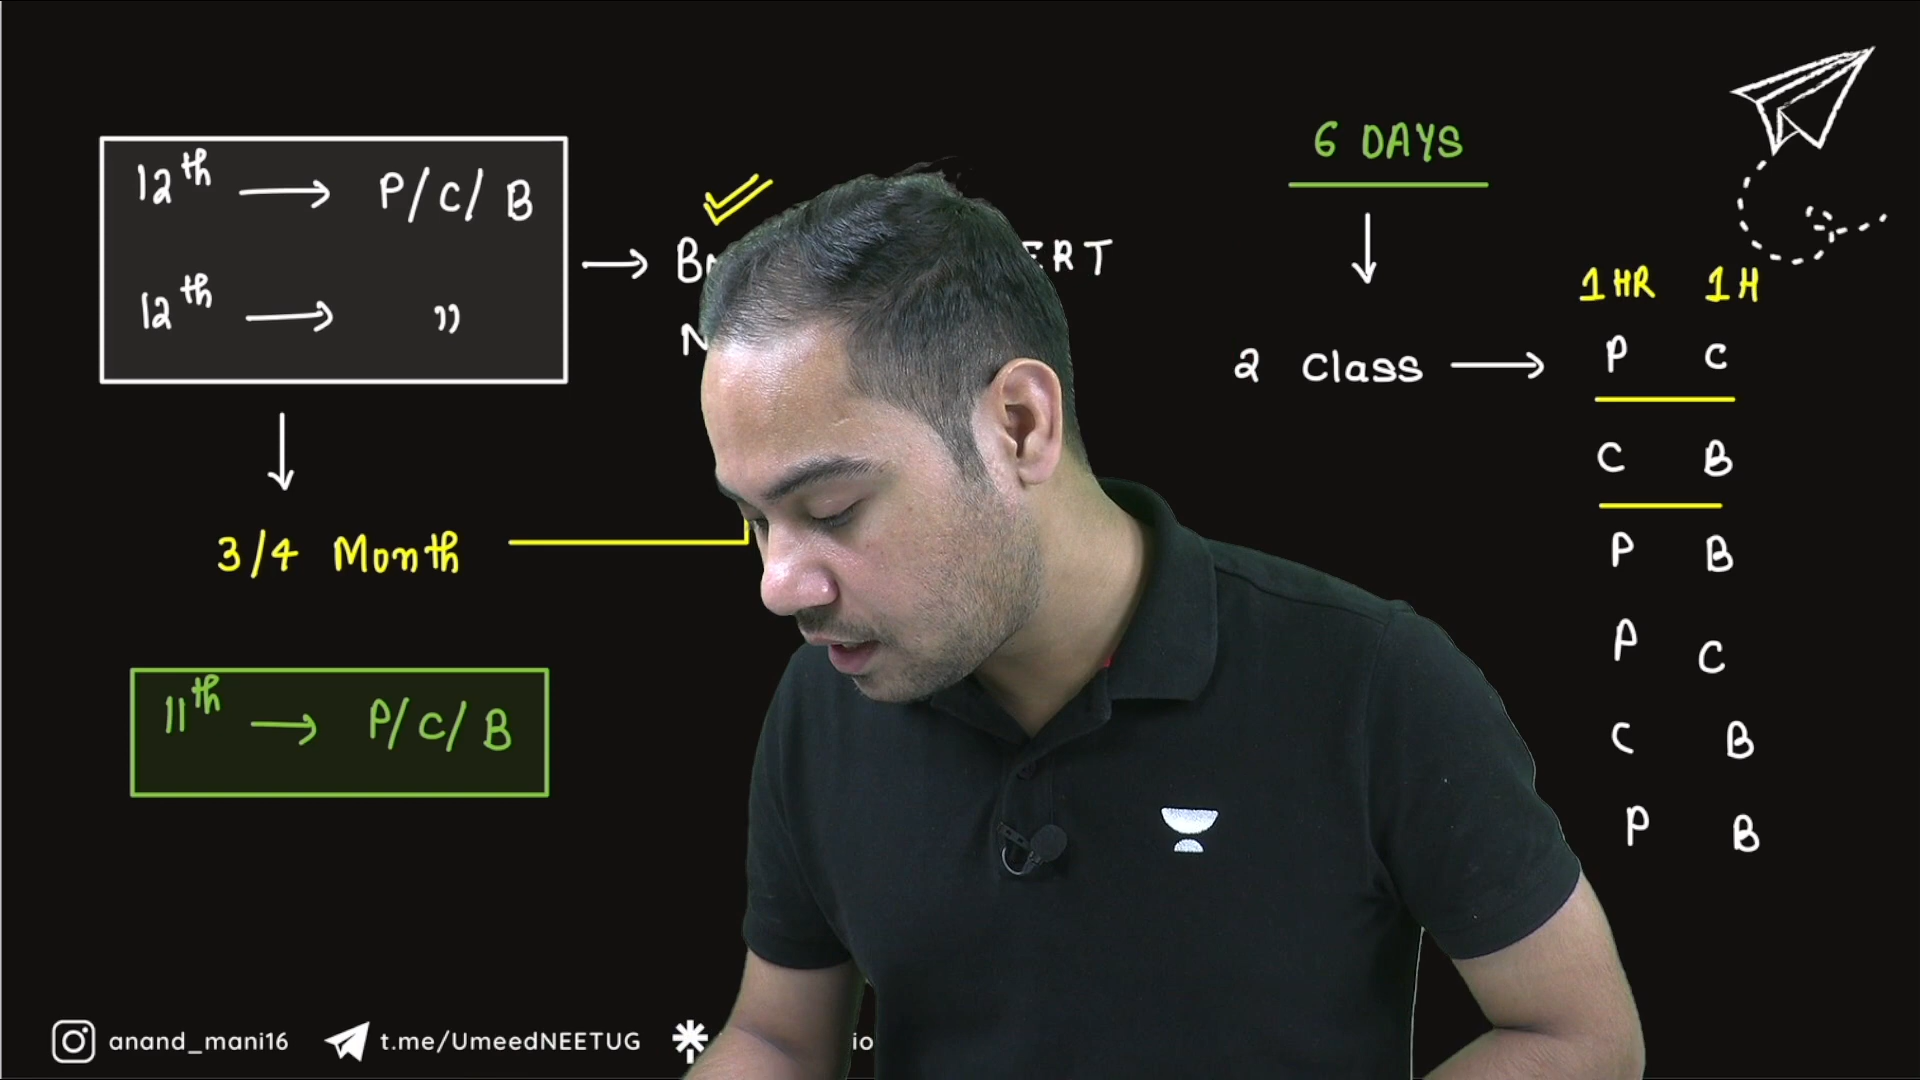 12th → P/C/B
12th → "
→
ERT
3/4 Month
11th → P/C/B
6 DAYS
1 HR 1 H
2 Class → P C
C B
P B
P C
C B
P B
anand_mani16 t.me/UmeedNEETUG